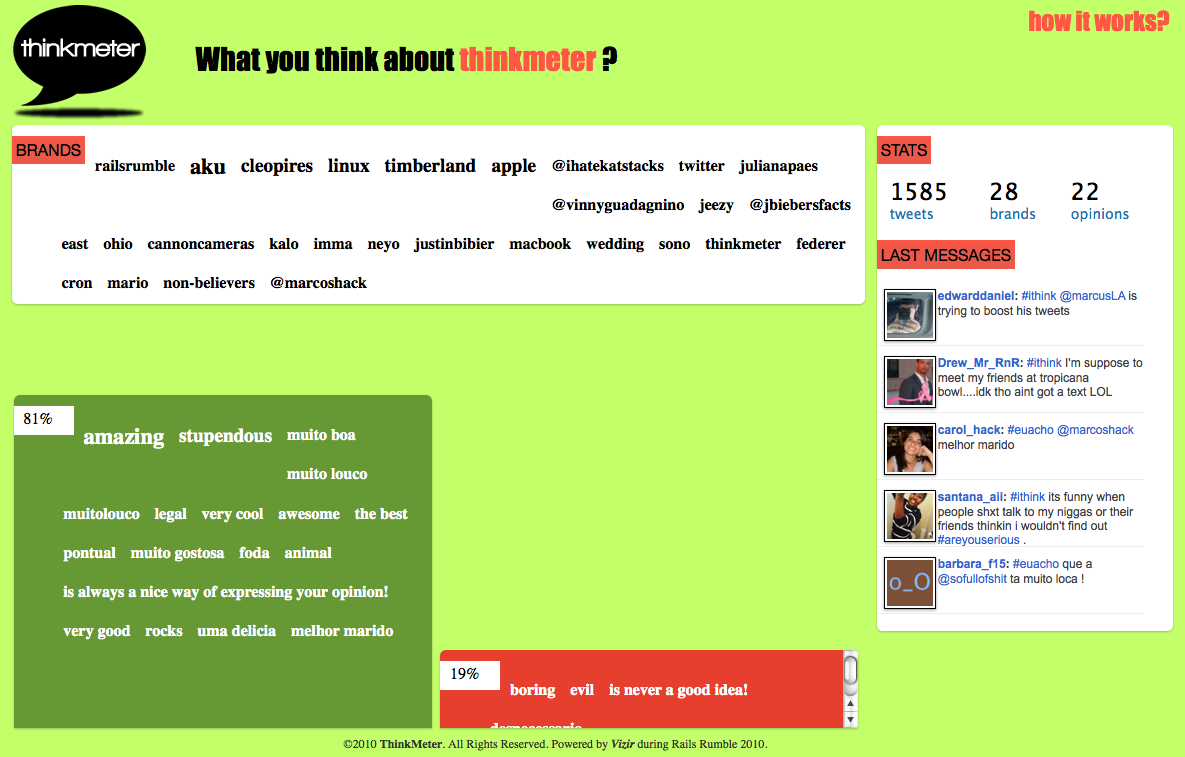 thinkmeter
What you think about thinkmeter ?
how it works?
BRANDS
railsrumble aku cleopires linux timberland apple @ihatekatstacks twitter julianapaes
@vinnyguadagnino jeezy @jbiebersfacts
east ohio cannoncameras kalo imma neyo justinbibier macbook wedding sono thinkmeter federer
cron mario non-believers @marcoshack
STATS
1585 28 22
tweets brands opinions
LAST MESSAGES
edwarddaniel: #ithink @marcusLA is
trying to boost his tweets
Drew_Mr_RnR: #ithink I'm suppose to
meet my friends at tropicana
bowl....idk tho aint got a text LOL
carol_hack: #euacho @marcoshack
melhor marido
santana_aii: #ithink its funny when
people shxt talk to my niggas or their
friends thinkin i wouldn't find out
#areyouserious .
o_O
barbara_f15: #euacho que a
@sofullofshit ta muito loca !
81%
amazing stupendous muito boa
muito louco
muitolouco legal very cool awesome the best
pontual muito gostosa foda animal
is always a nice way of expressing your opinion!
very good rocks uma delicia melhor marido
19%
boring evil is never a good idea!
©2010 ThinkMeter. All Rights Reserved. Powered by Vizir during Rails Rumble 2010.